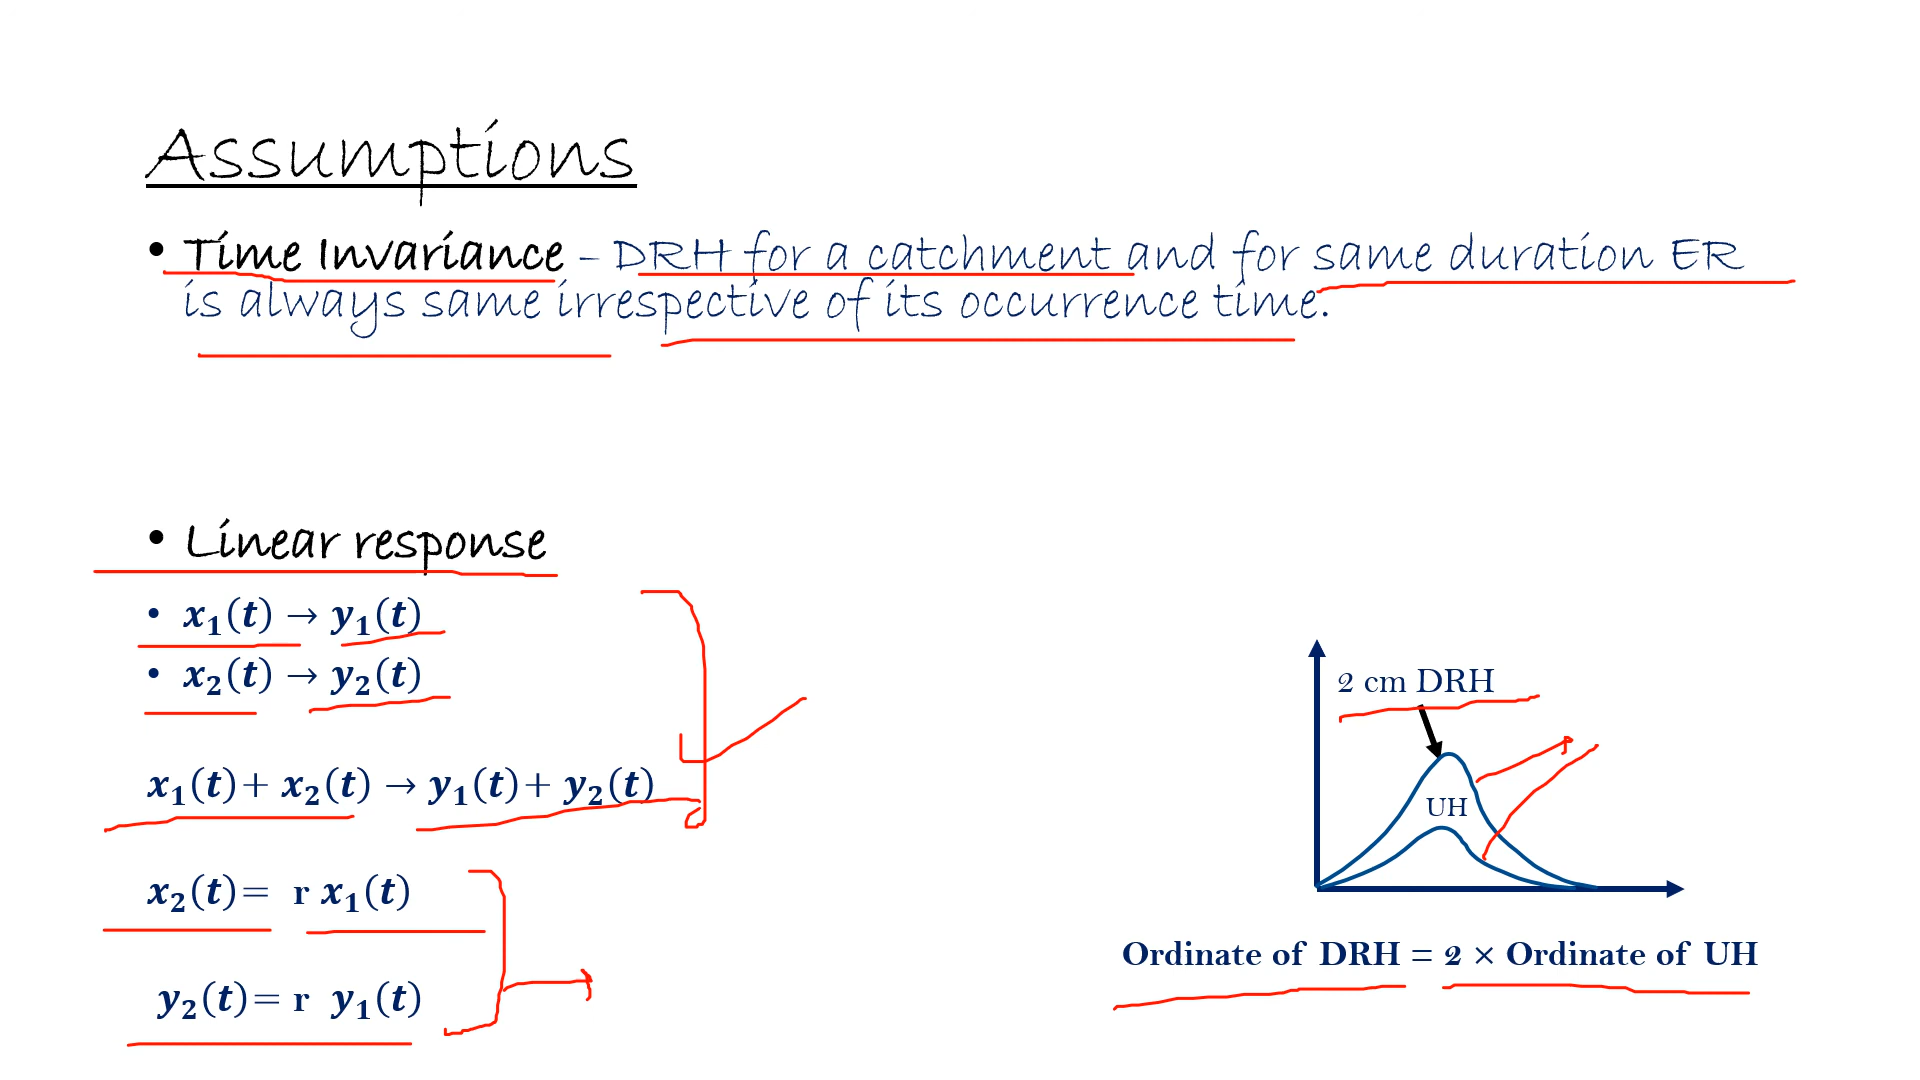 Assumptions
• Time Invariance – DRH for a catchment and for same duration ER
is always same irrespective of its occurrence time.
• Linear response
• x₁(t) → y₁(t)
• x₂(t) → y₂(t)
x₁(t)+ x₂(t) → y₁(t)+ y₂(t)
x₂(t)= r x₁(t)
y₂(t)= r y₁(t)
2 cm DRH
UH
Ordinate of DRH = 2 × Ordinate of UH